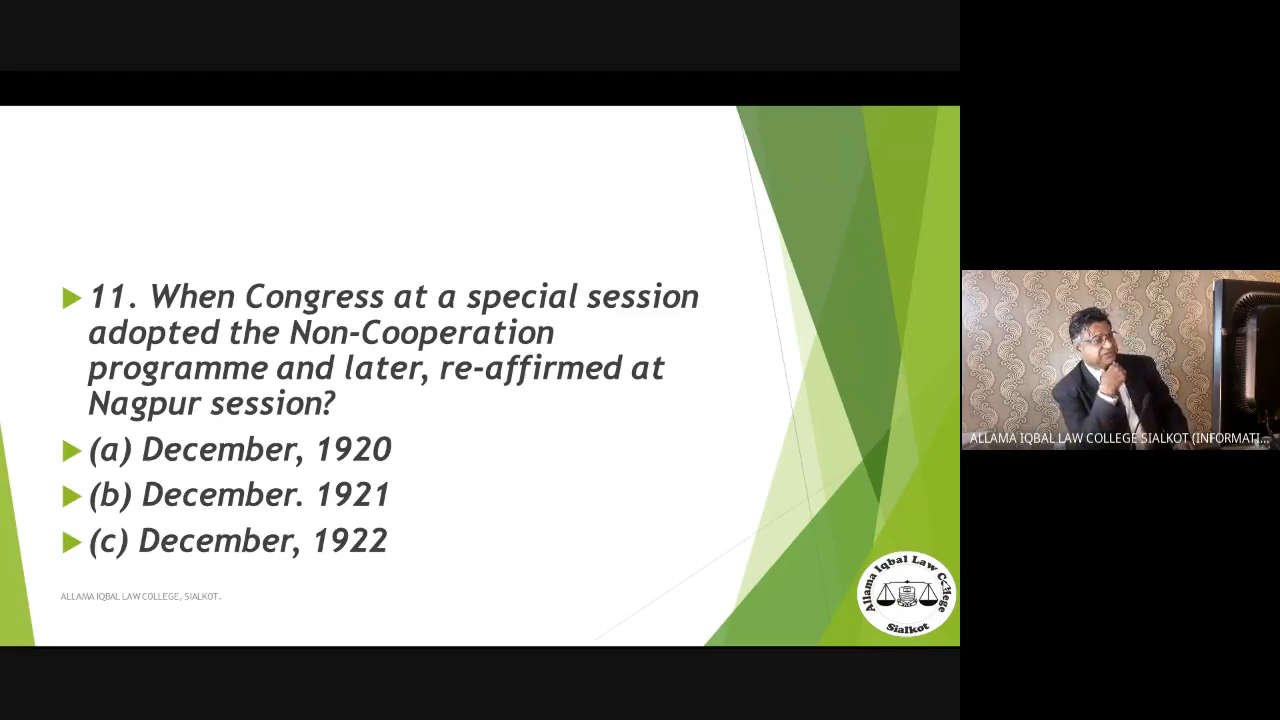 11. When Congress at a special session
adopted the Non-Cooperation
programme and later, re-affirmed at
Nagpur session?
(a) December, 1920
(b) December. 1921
(c) December, 1922
ALLAMA IQBAL LAW COLLEGE, SIALKOT.
Allama Iqbal Law College
Sialkot
ALLAMA IQBAL LAW COLLEGE SIALKOT (INFORMATI...